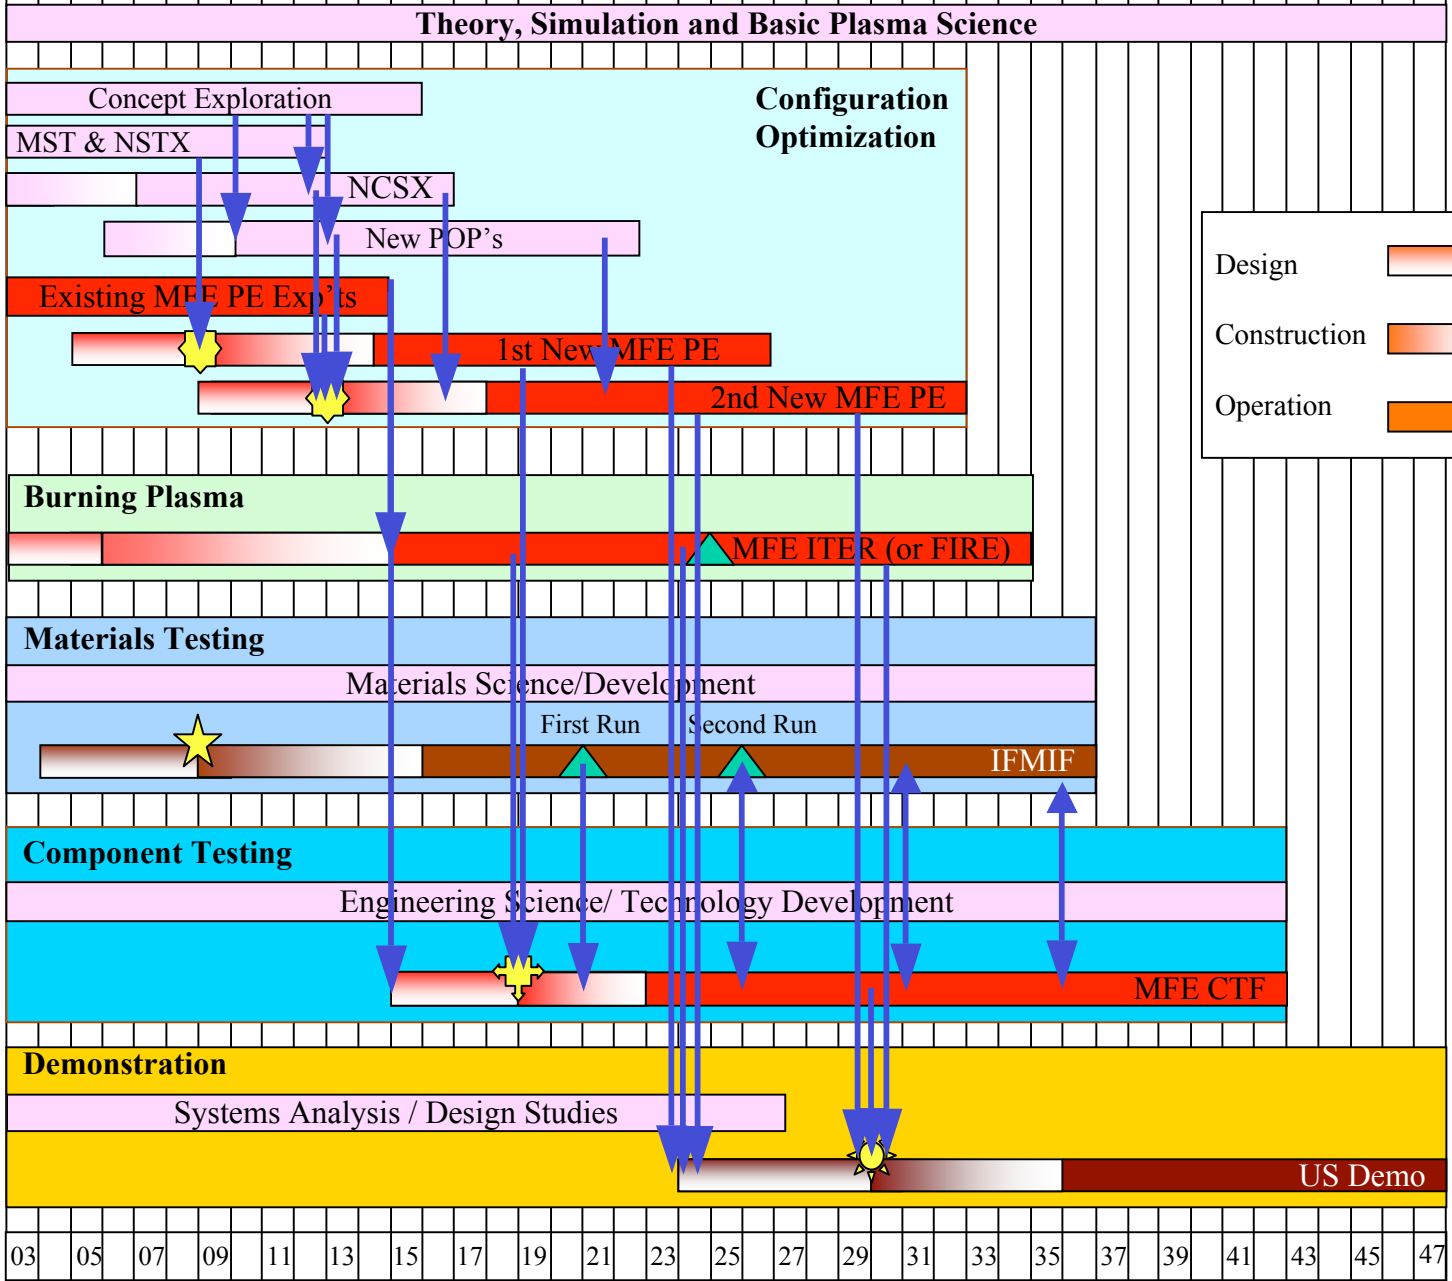 Theory, Simulation and Basic Plasma Science
Concept Exploration
Configuration
Optimization
MST & NSTX
NCSX
New POP's
Existing MFE PE Exp'ts
1st New MFE PE
2nd New MFE PE
Design
Construction
Operation
Burning Plasma
MFE ITER (or FIRE)
Materials Testing
Materials Science/Development
First Run
Second Run
IFMIF
Component Testing
Engineering Science/ Technology Development
MFE CTF
Demonstration
Systems Analysis / Design Studies
US Demo
03 05 07 09 11 13 15 17 19 21 23 25 27 29 31 33 35 37 39 41 43 45 47